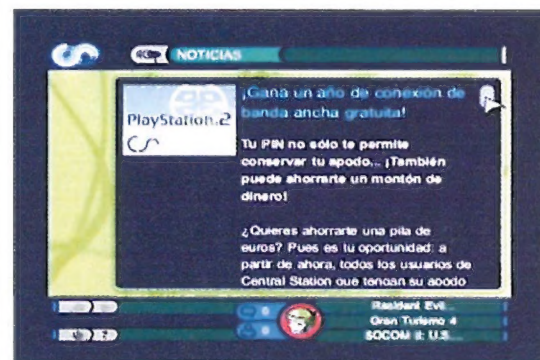 NOTICIAS
PlayStation.2
¡Gana un año de conexión de
banda ancha gratuita!
Tu PIN no sólo te permite
conservar tu apodo... ¡También
puede ahorrarte un montón de
dinero!
¿Quieres ahorrarte una pila de
euros? Pues es tu oportunidad: a
partir de ahora, todos los usuarios de
Central Station que tengan su apodo
0
0
Resident Evil...
Gran Turismo 4
SOCOM II: U.S....